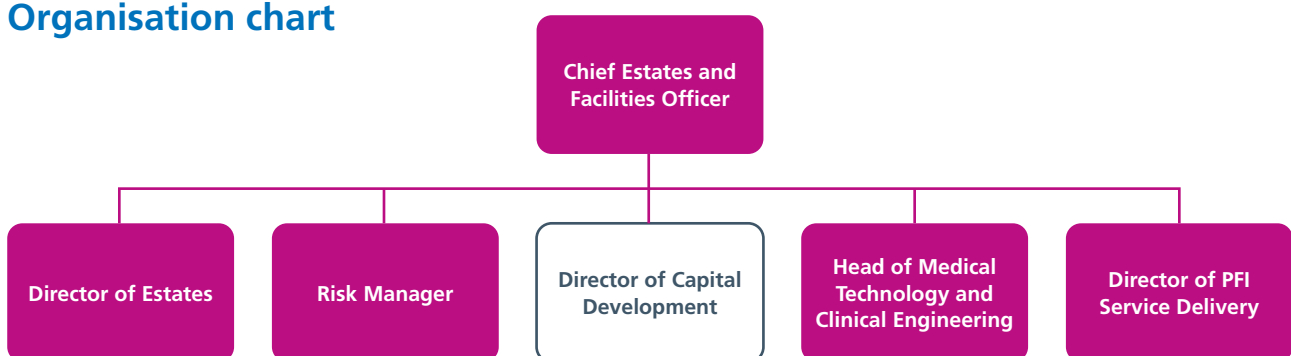 Organisation chart
Chief Estates and
Facilities Officer
Director of Estates
Risk Manager
Director of Capital
Development
Head of Medical
Technology and
Clinical Engineering
Director of PFI
Service Delivery